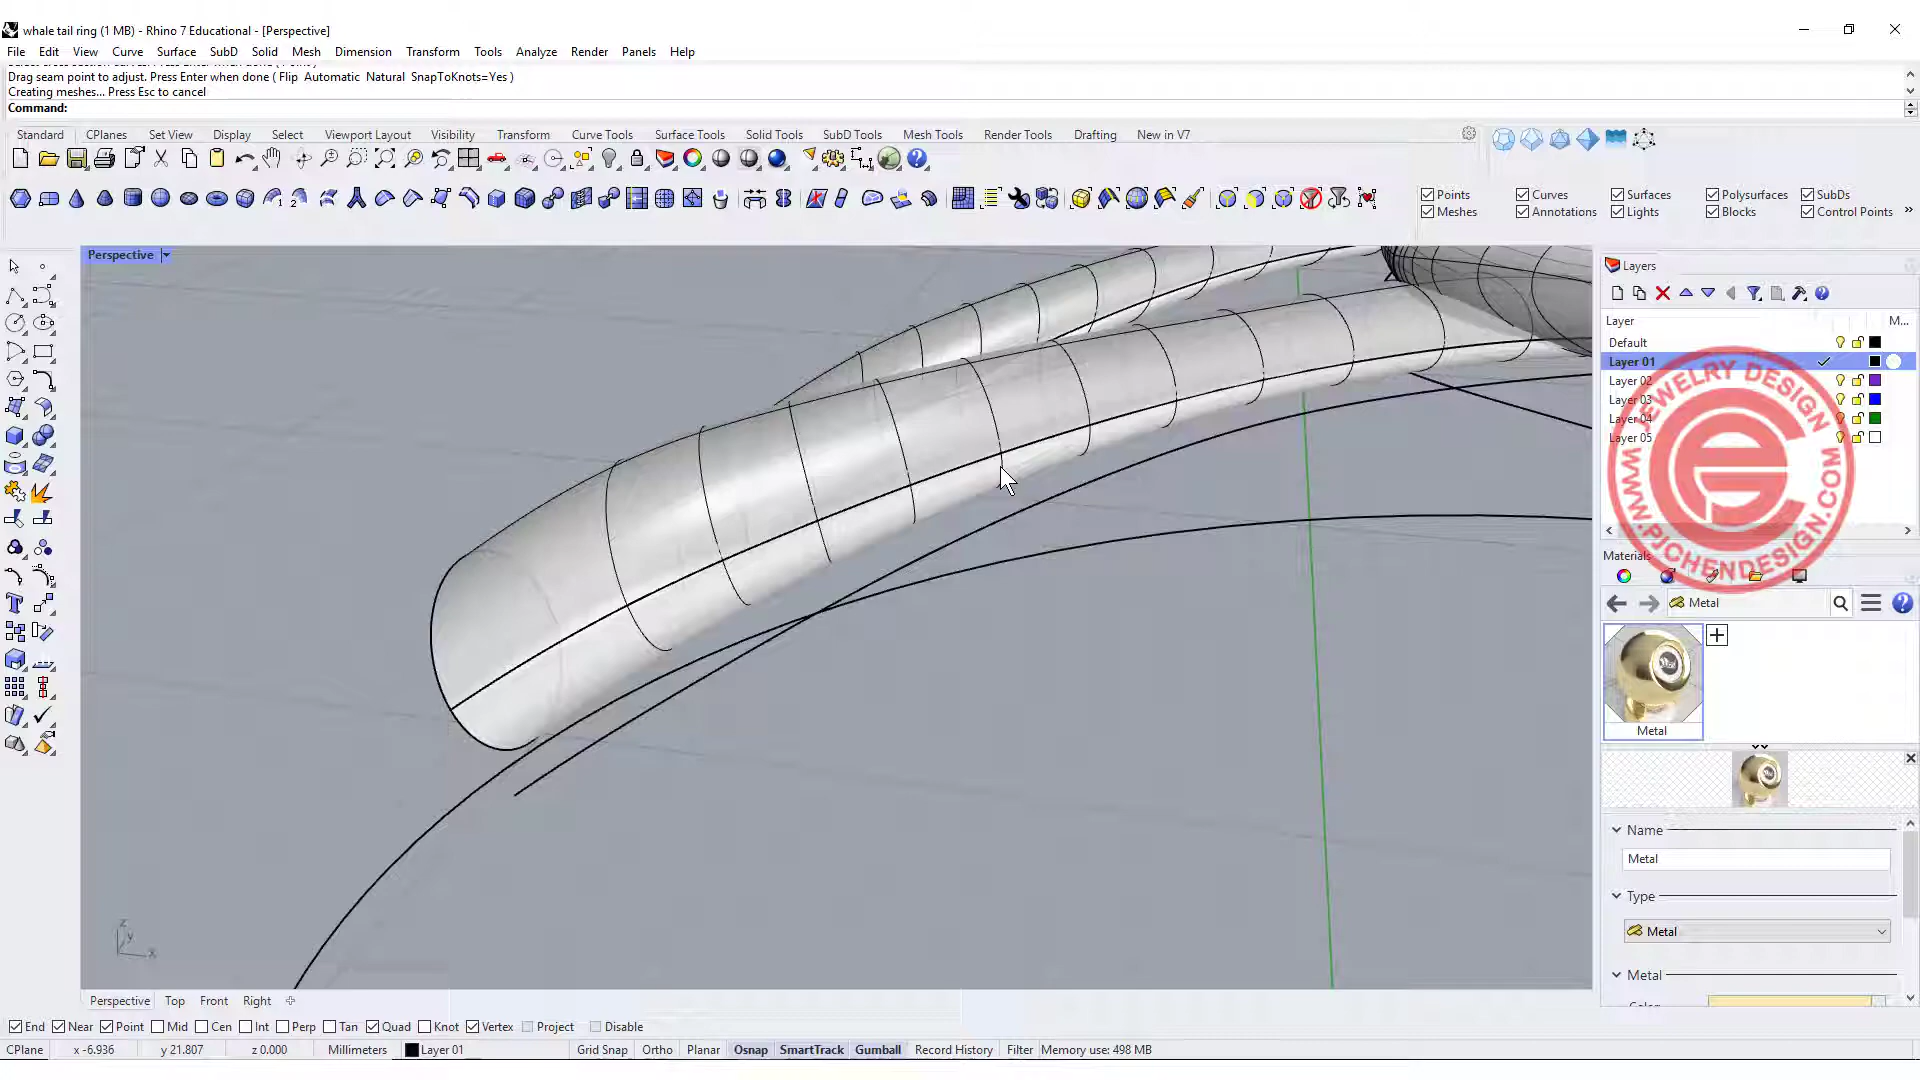 whale tail ring (1 MB) - Rhino 7 Educational - [Perspective]
File Edit View Curve Surface SubD Solid Mesh Dimension Transform Tools Analyze Render Panels Help
Drag seam point to adjust. Press Enter when done ( Flip Automatic Natural SnapToKnots=Yes )
Creating meshes... Press Esc to cancel
Command:
Standard CPlanes Set View Display Select Viewport Layout Visibility Transform Curve Tools Surface Tools Solid Tools SubD Tools Mesh Tools Render Tools Drafting New in V7
Points Curves Surfaces Polysurfaces SubDs
Meshes Annotations Lights Blocks Control Points
Perspective
Layers
Layer M...
Default
Layer 01
Layer 02
Layer 03
Layer 04
Layer 05
JEWELRY DESIGN
WWW.PJCHENDESIGN.COM
Materials
Metal
Metal
Name
Metal
Type
Metal
Metal
z
y
x
Perspective Top Front Right
End Near Point Mid Cen Int Perp Tan Quad Knot Vertex Project Disable
CPlane x -6.936 y 21.807 z 0.000 Millimeters Layer 01 Grid Snap Ortho Planar Osnap SmartTrack Gumball Record History Filter Memory use: 498 MB